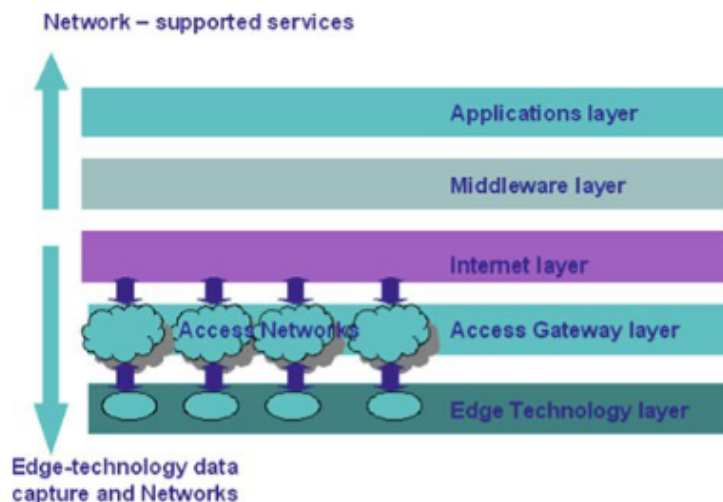 Network – supported services
Applications layer
Middleware layer
Internet layer
Access Networks
Access Gateway layer
Edge Technology layer
Edge-technology data
capture and Networks